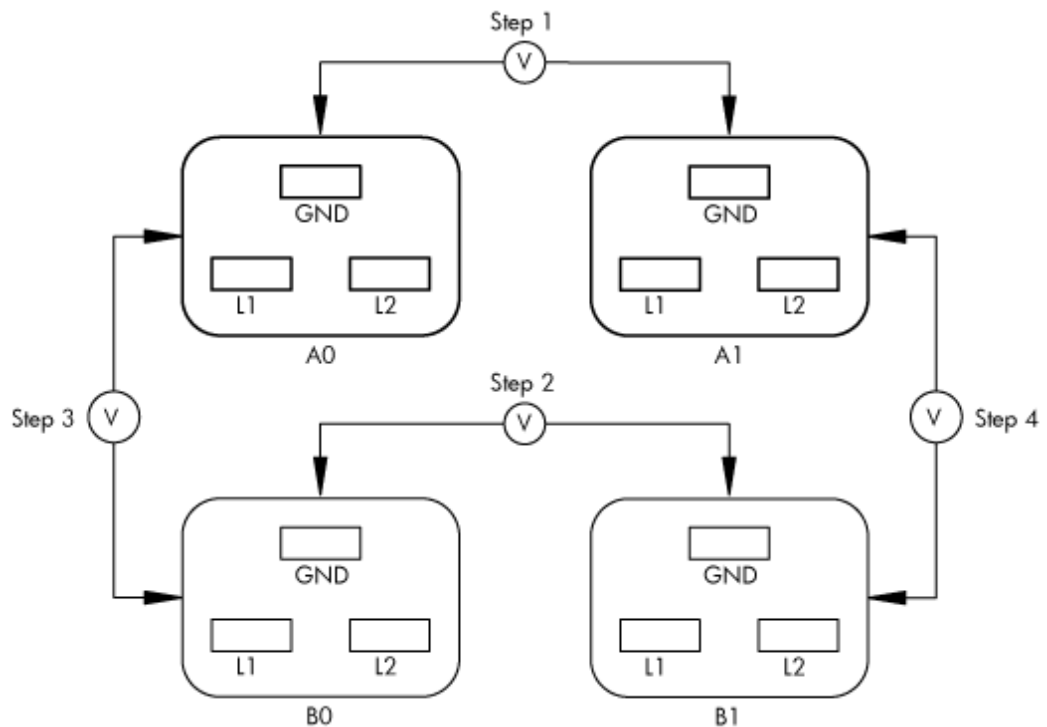 Step 1
V
GND
GND
L1 L2
L1 L2
A0
A1
Step 2
Step 3
V
V
V
Step 4
GND
GND
L1 L2
L1 L2
B0
B1